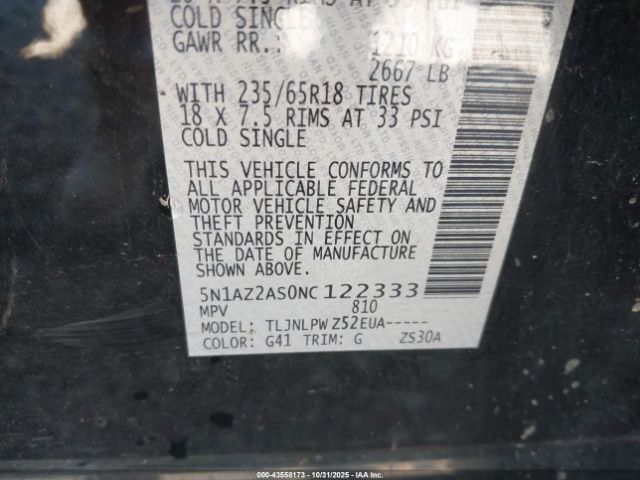 COLD SINGLE
GAWR RR.: 1210 KG
2667 LB
WITH 235/65R18 TIRES
18 X 7.5 RIMS AT 33 PSI
COLD SINGLE
THIS VEHICLE CONFORMS TO
ALL APPLICABLE FEDERAL
MOTOR VEHICLE SAFETY AND
THEFT PREVENTION
STANDARDS IN EFFECT ON
THE DATE OF MANUFACTURE
SHOWN ABOVE.
5N1AZ2AS0NC122333
MPV 810
MODEL: TLJNLPW Z52EUA-----
COLOR: G41 TRIM: G ZS30A
000-43558173 - 10/31/2025 - IAA Inc.